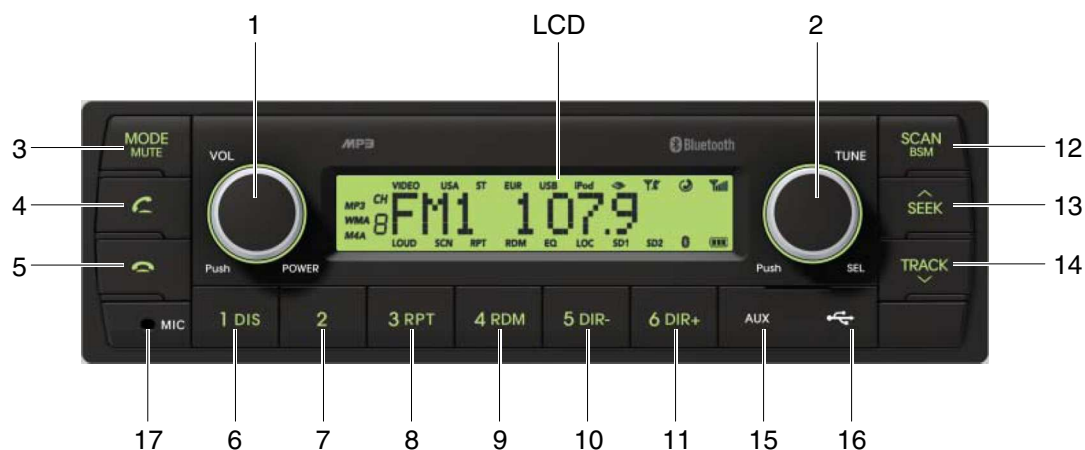 1 LCD 2
MP3 Bluetooth
3 MODE MUTE
VOL
TUNE
SCAN BSM 12
VIDEO USA ST EUR USB iPod
MP3 CH
WMA 8 FM1 107.9
M4A
LOUD SCN RPT RDM EQ LOC SD1 SD2
4
SEEK 13
5
Push POWER
Push SEL
TRACK 14
MIC 1 DIS 2 3 RPT 4 RDM 5 DIR- 6 DIR+ AUX
17 6 7 8 9 10 11 15 16